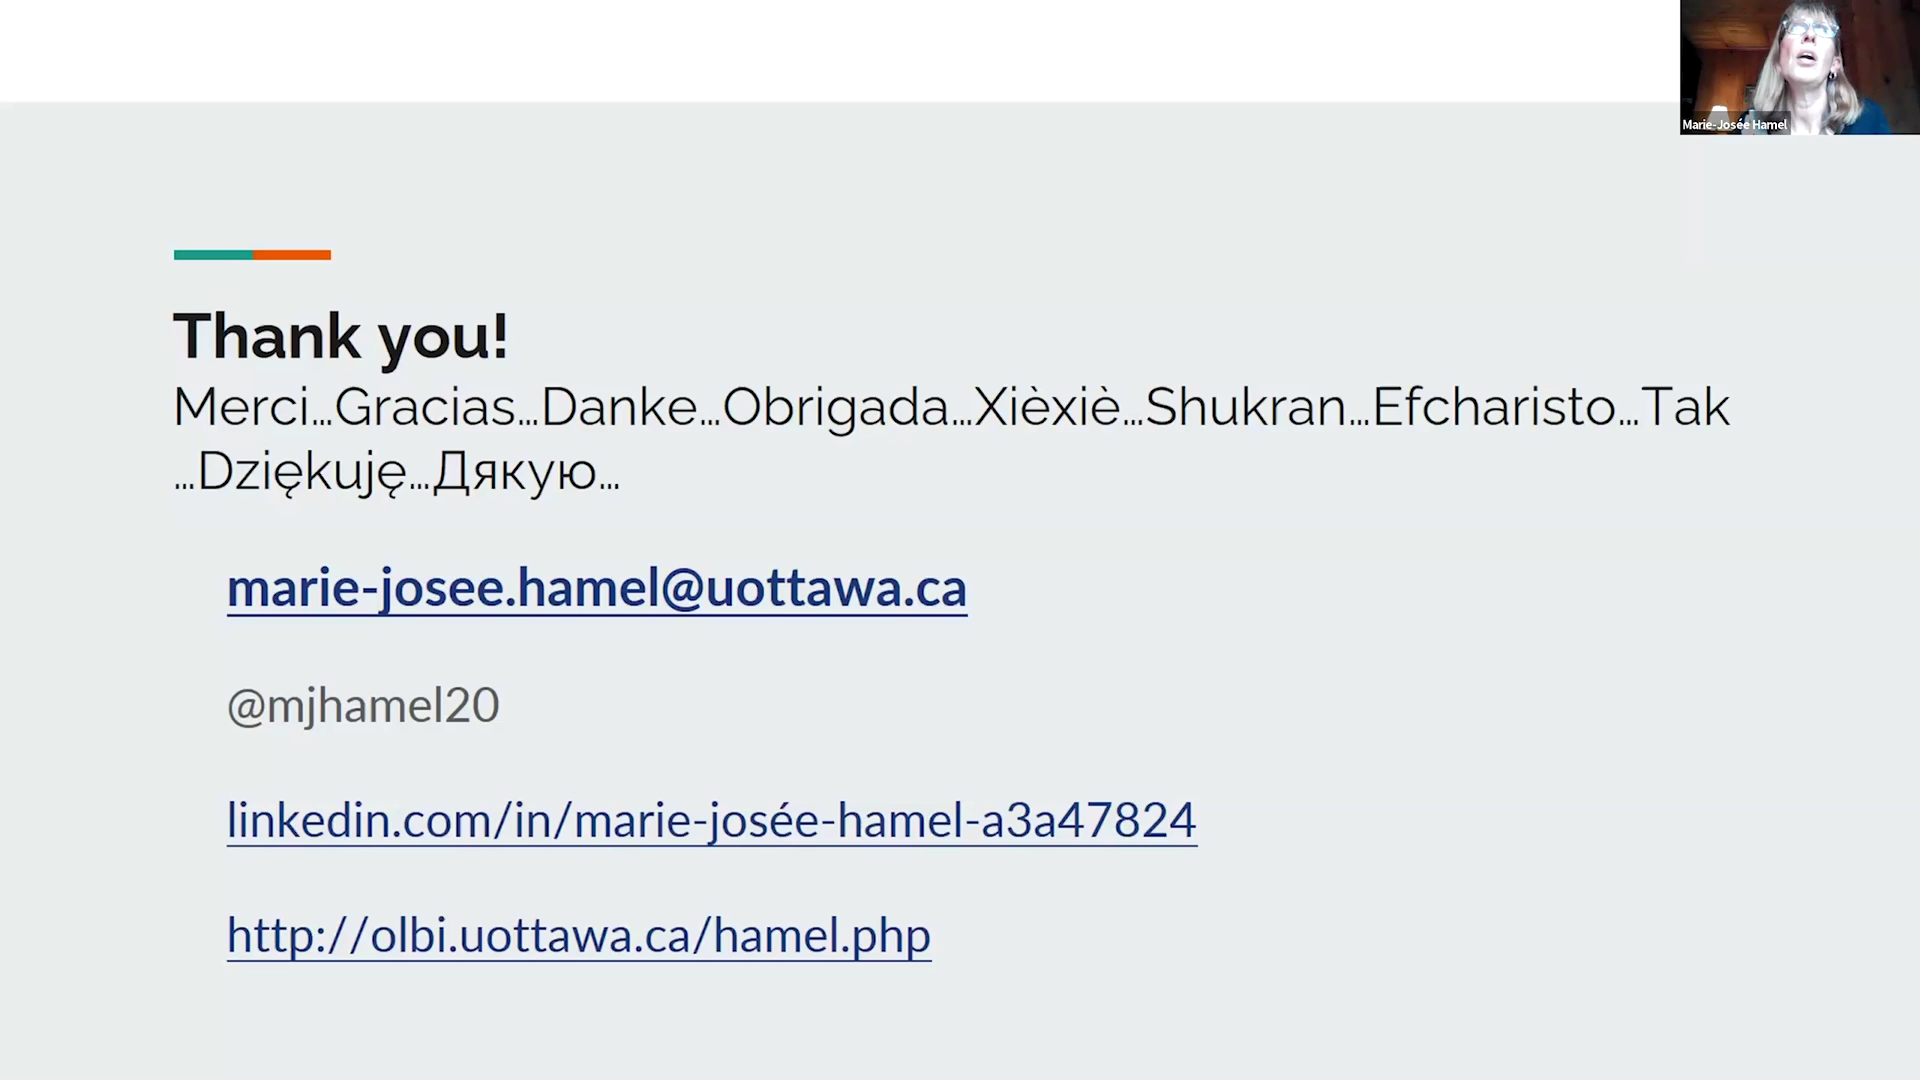 Marie-Josée Hamel
Thank you!
Merci...Gracias...Danke...Obrigada...Xièxiè...Shukran...Efcharisto...Tak
...Dziękuję...Дякую...
marie-josee.hamel@uottawa.ca
@mjhamel20
linkedin.com/in/marie-josée-hamel-a3a47824
http://olbi.uottawa.ca/hamel.php